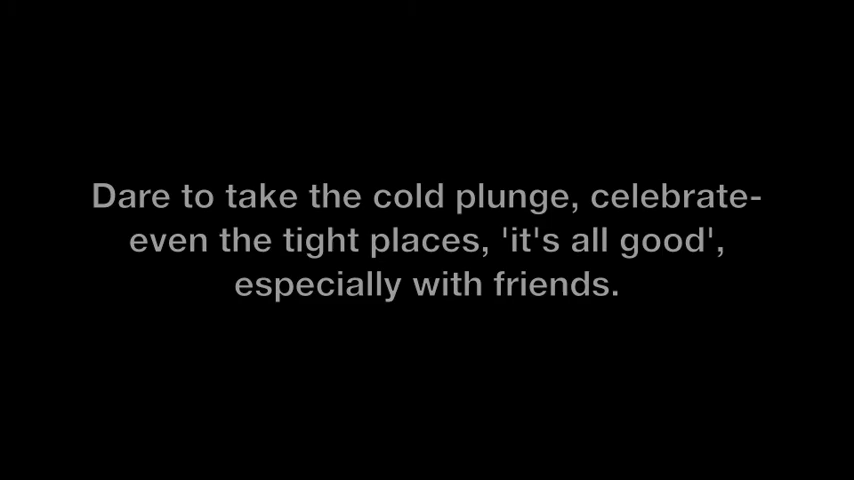 Dare to take the cold plunge, celebrate-
even the tight places, 'it's all good',
especially with friends.